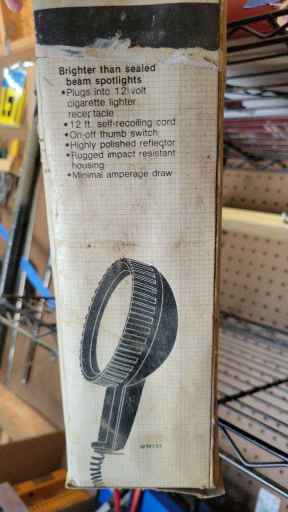 Brighter than sealed
beam spotlights
•Plugs into 12 volt
cigarette lighter
receptacle
•12 ft. self-recoiling cord
•On-off thumb switch
•Highly polished reflector
•Rugged impact resistant
housing
•Minimal amperage draw